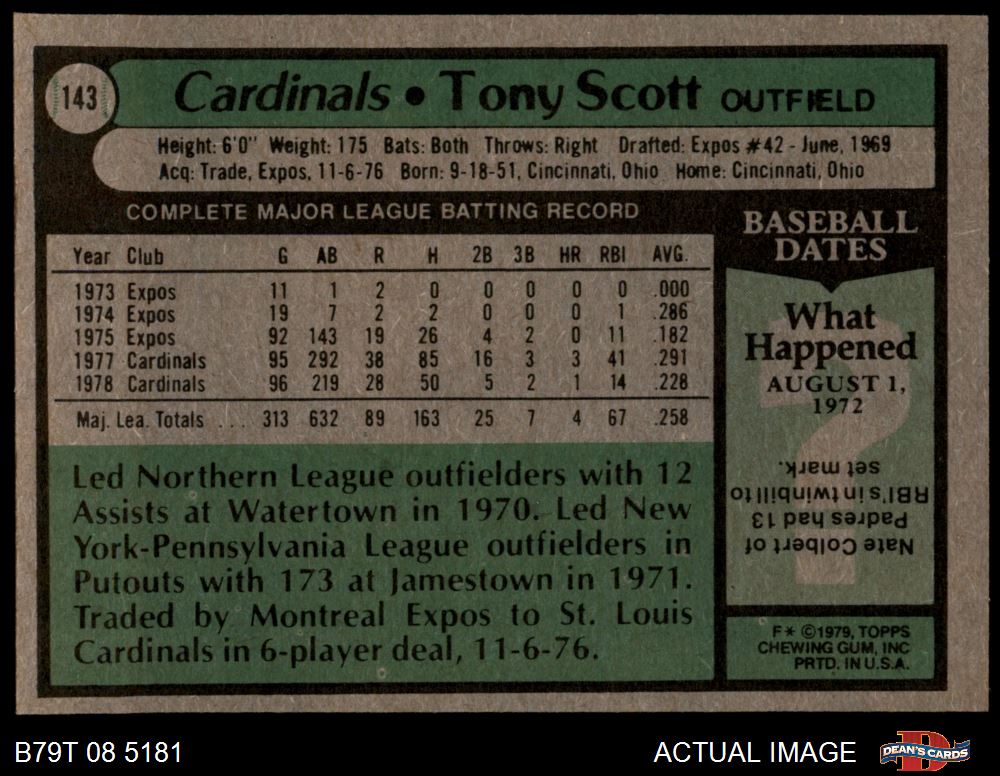 143
Cardinals • Tony Scott OUTFIELD
Height: 6'0" Weight: 175 Bats: Both Throws: Right Drafted: Expos #42 - June, 1969
Acq: Trade, Expos, 11-6-76 Born: 9-18-51, Cincinnati, Ohio Home: Cincinnati, Ohio
COMPLETE MAJOR LEAGUE BATTING RECORD
Year Club G AB R H 2B 3B HR RBI AVG.
1973 Expos 11 1 2 0 0 0 0 0 .000
1974 Expos 19 7 2 2 0 0 0 1 .286
1975 Expos 92 143 19 26 4 2 0 11 .182
1977 Cardinals 95 292 38 85 16 3 3 41 .291
1978 Cardinals 96 219 28 50 5 2 1 14 .228
Maj. Lea. Totals . . . 313 632 89 163 25 7 4 67 .258
Led Northern League outfielders with 12
Assists at Watertown in 1970. Led New
York-Pennsylvania League outfielders in
Putouts with 173 at Jamestown in 1971.
Traded by Montreal Expos to St. Louis
Cardinals in 6-player deal, 11-6-76.
BASEBALL
DATES
What
Happened
AUGUST 1,
1972
?
Nate Colbert of
Padres had 13
RBI's in twinbill to
set mark.
F* ©1979, TOPPS
CHEWING GUM, INC
PRTD. IN U.S.A.
B79T 08 5181
ACTUAL IMAGE
D
DEAN'S CARDS